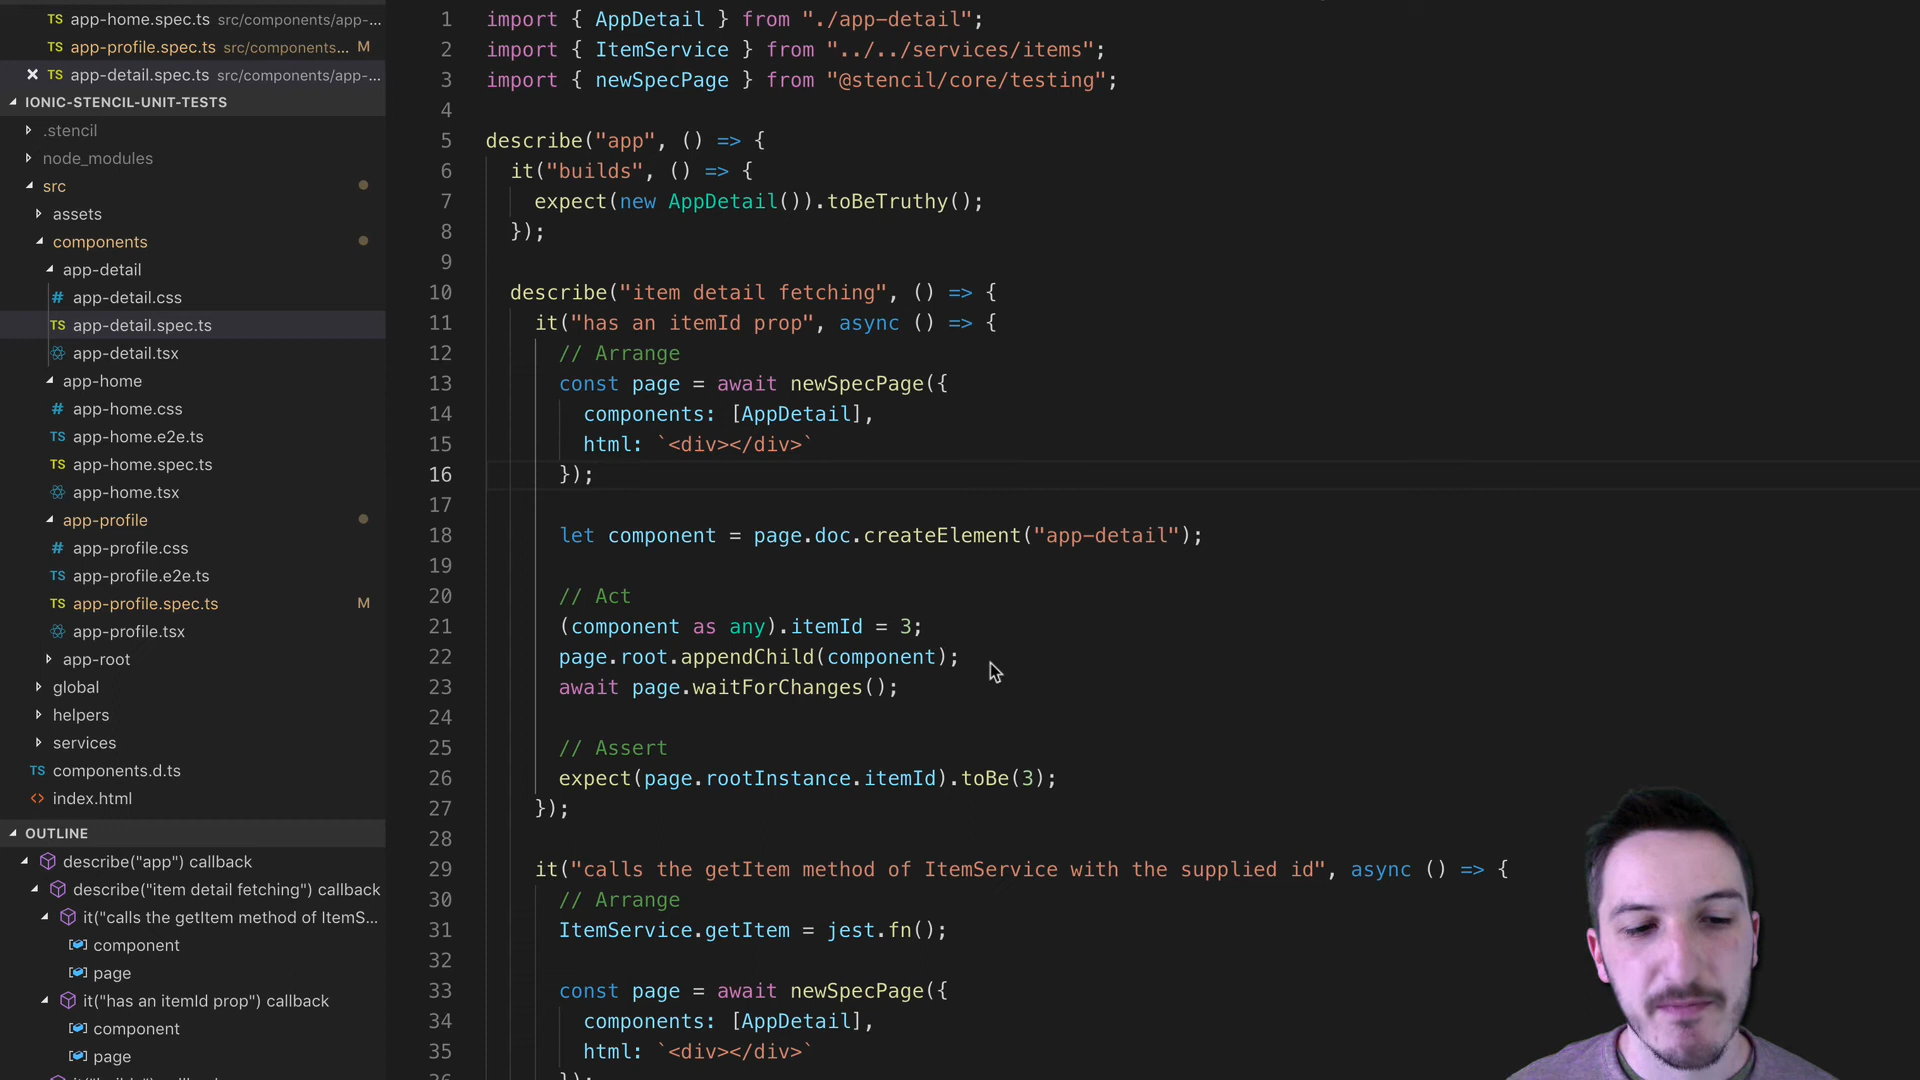 TS app-home.spec.ts src/components/app-...
TS app-profile.spec.ts src/components... M
TS app-detail.spec.ts src/components/app-...
IONIC-STENCIL-UNIT-TESTS
.stencil
node_modules
src
assets
components
app-detail
# app-detail.css
TS app-detail.spec.ts
app-detail.tsx
app-home
# app-home.css
TS app-home.e2e.ts
TS app-home.spec.ts
app-home.tsx
app-profile
# app-profile.css
TS app-profile.e2e.ts
TS app-profile.spec.ts M
app-profile.tsx
app-root
global
helpers
services
TS components.d.ts
<> index.html
OUTLINE
describe("app") callback
describe("item detail fetching") callback
it("calls the getItem method of ItemS...
component
page
it("has an itemId prop") callback
component
page
1 import { AppDetail } from "./app-detail";
2 import { ItemService } from "../../services/items";
3 import { newSpecPage } from "@stencil/core/testing";
4
5 describe("app", () => {
6 it("builds", () => {
7 expect(new AppDetail()).toBeTruthy();
8 });
9
10 describe("item detail fetching", () => {
11 it("has an itemId prop", async () => {
12 // Arrange
13 const page = await newSpecPage({
14 components: [AppDetail],
15 html: `<div></div>`
16 });
17
18 let component = page.doc.createElement("app-detail");
19
20 // Act
21 (component as any).itemId = 3;
22 page.root.appendChild(component);
23 await page.waitForChanges();
24
25 // Assert
26 expect(page.rootInstance.itemId).toBe(3);
27 });
28
29 it("calls the getItem method of ItemService with the supplied id", async () => {
30 // Arrange
31 ItemService.getItem = jest.fn();
32
33 const page = await newSpecPage({
34 components: [AppDetail],
35 html: `<div></div>`